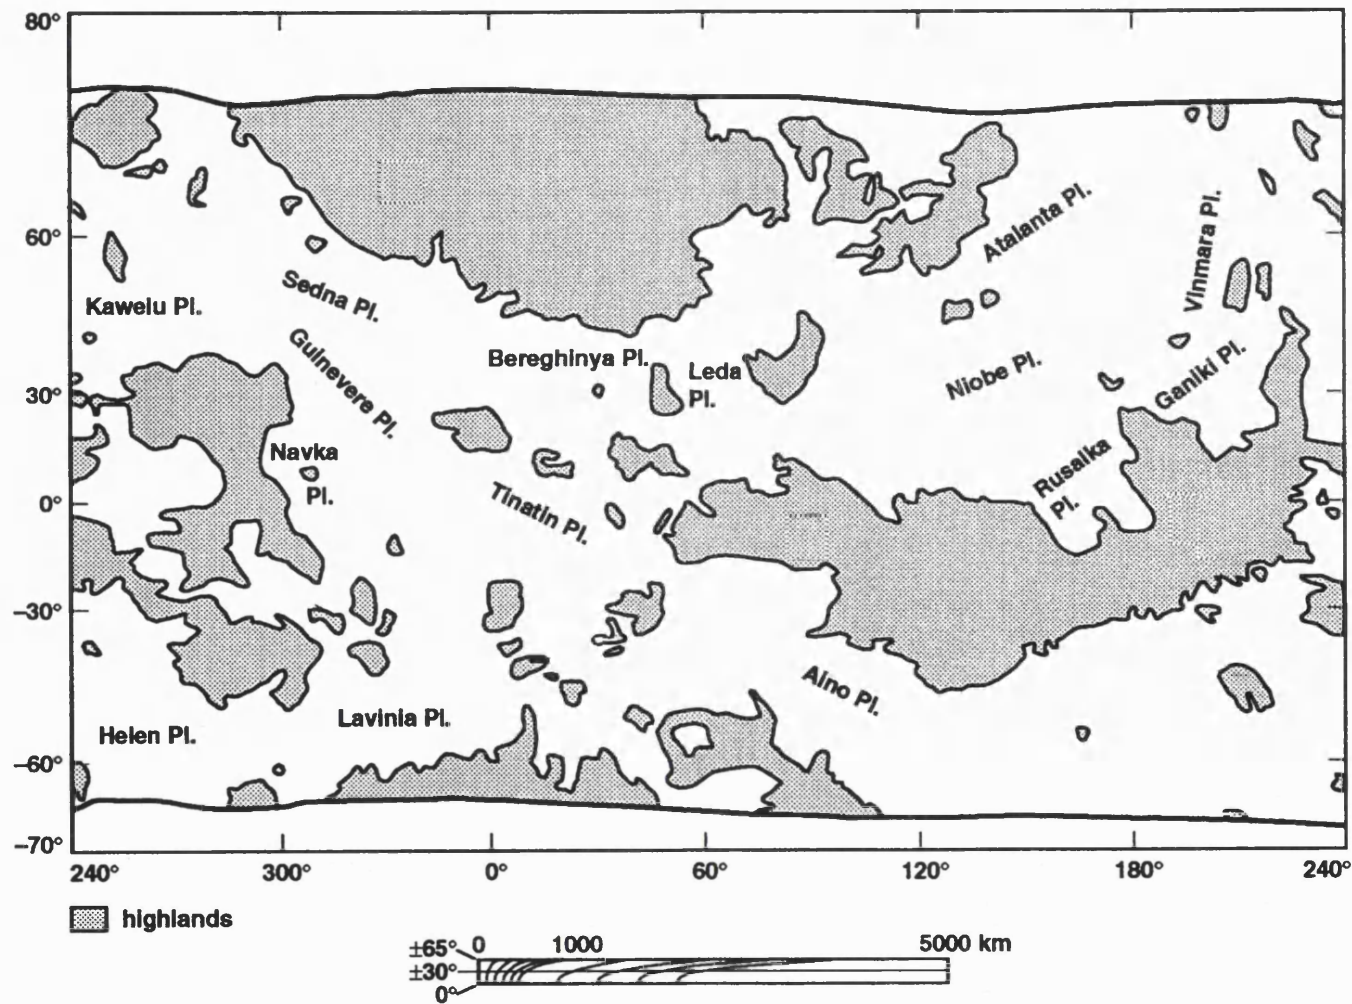 80°
60°
30°
0°
–30°
–60°
–70°
Kawelu Pl.
Sedna Pl.
Guinevere Pl.
Bereghinya Pl.
Leda
Pl.
Atalanta Pl.
Vinmara Pl.
Niobe Pl.
Ganiki Pl.
Navka
Pl.
Tinatin Pl.
Rusalka
Pl.
Aino Pl.
Lavinia Pl.
Helen Pl.
240° 300° 0° 60° 120° 180° 240°
highlands
±65° 0 1000 5000 km
±30°
0°